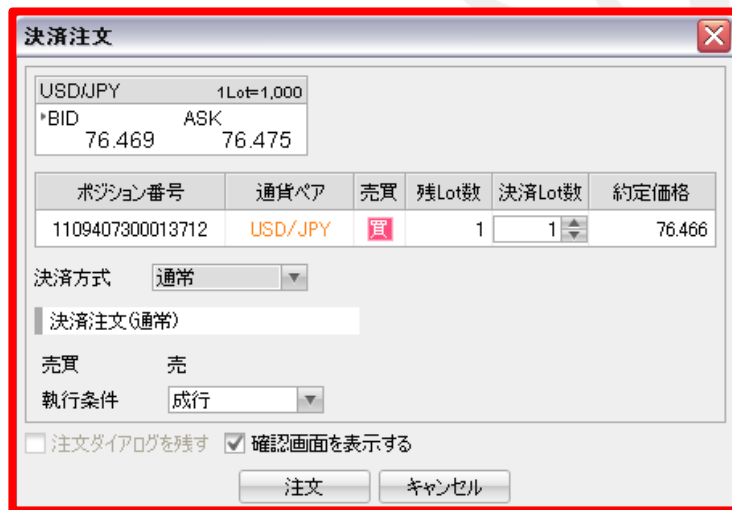 決済注文
USD/JPY 1Lot=1,000
BID ASK
76.469 76.475
ポジション番号 通貨ペア 売買 残Lot数 決済Lot数 約定価格
1109407300013712 USD/JPY 買 1 1 76.466
決済方式 通常
決済注文(通常)
売買 売
執行条件 成行
注文ダイアログを残す 確認画面を表示する
注文 キャンセル